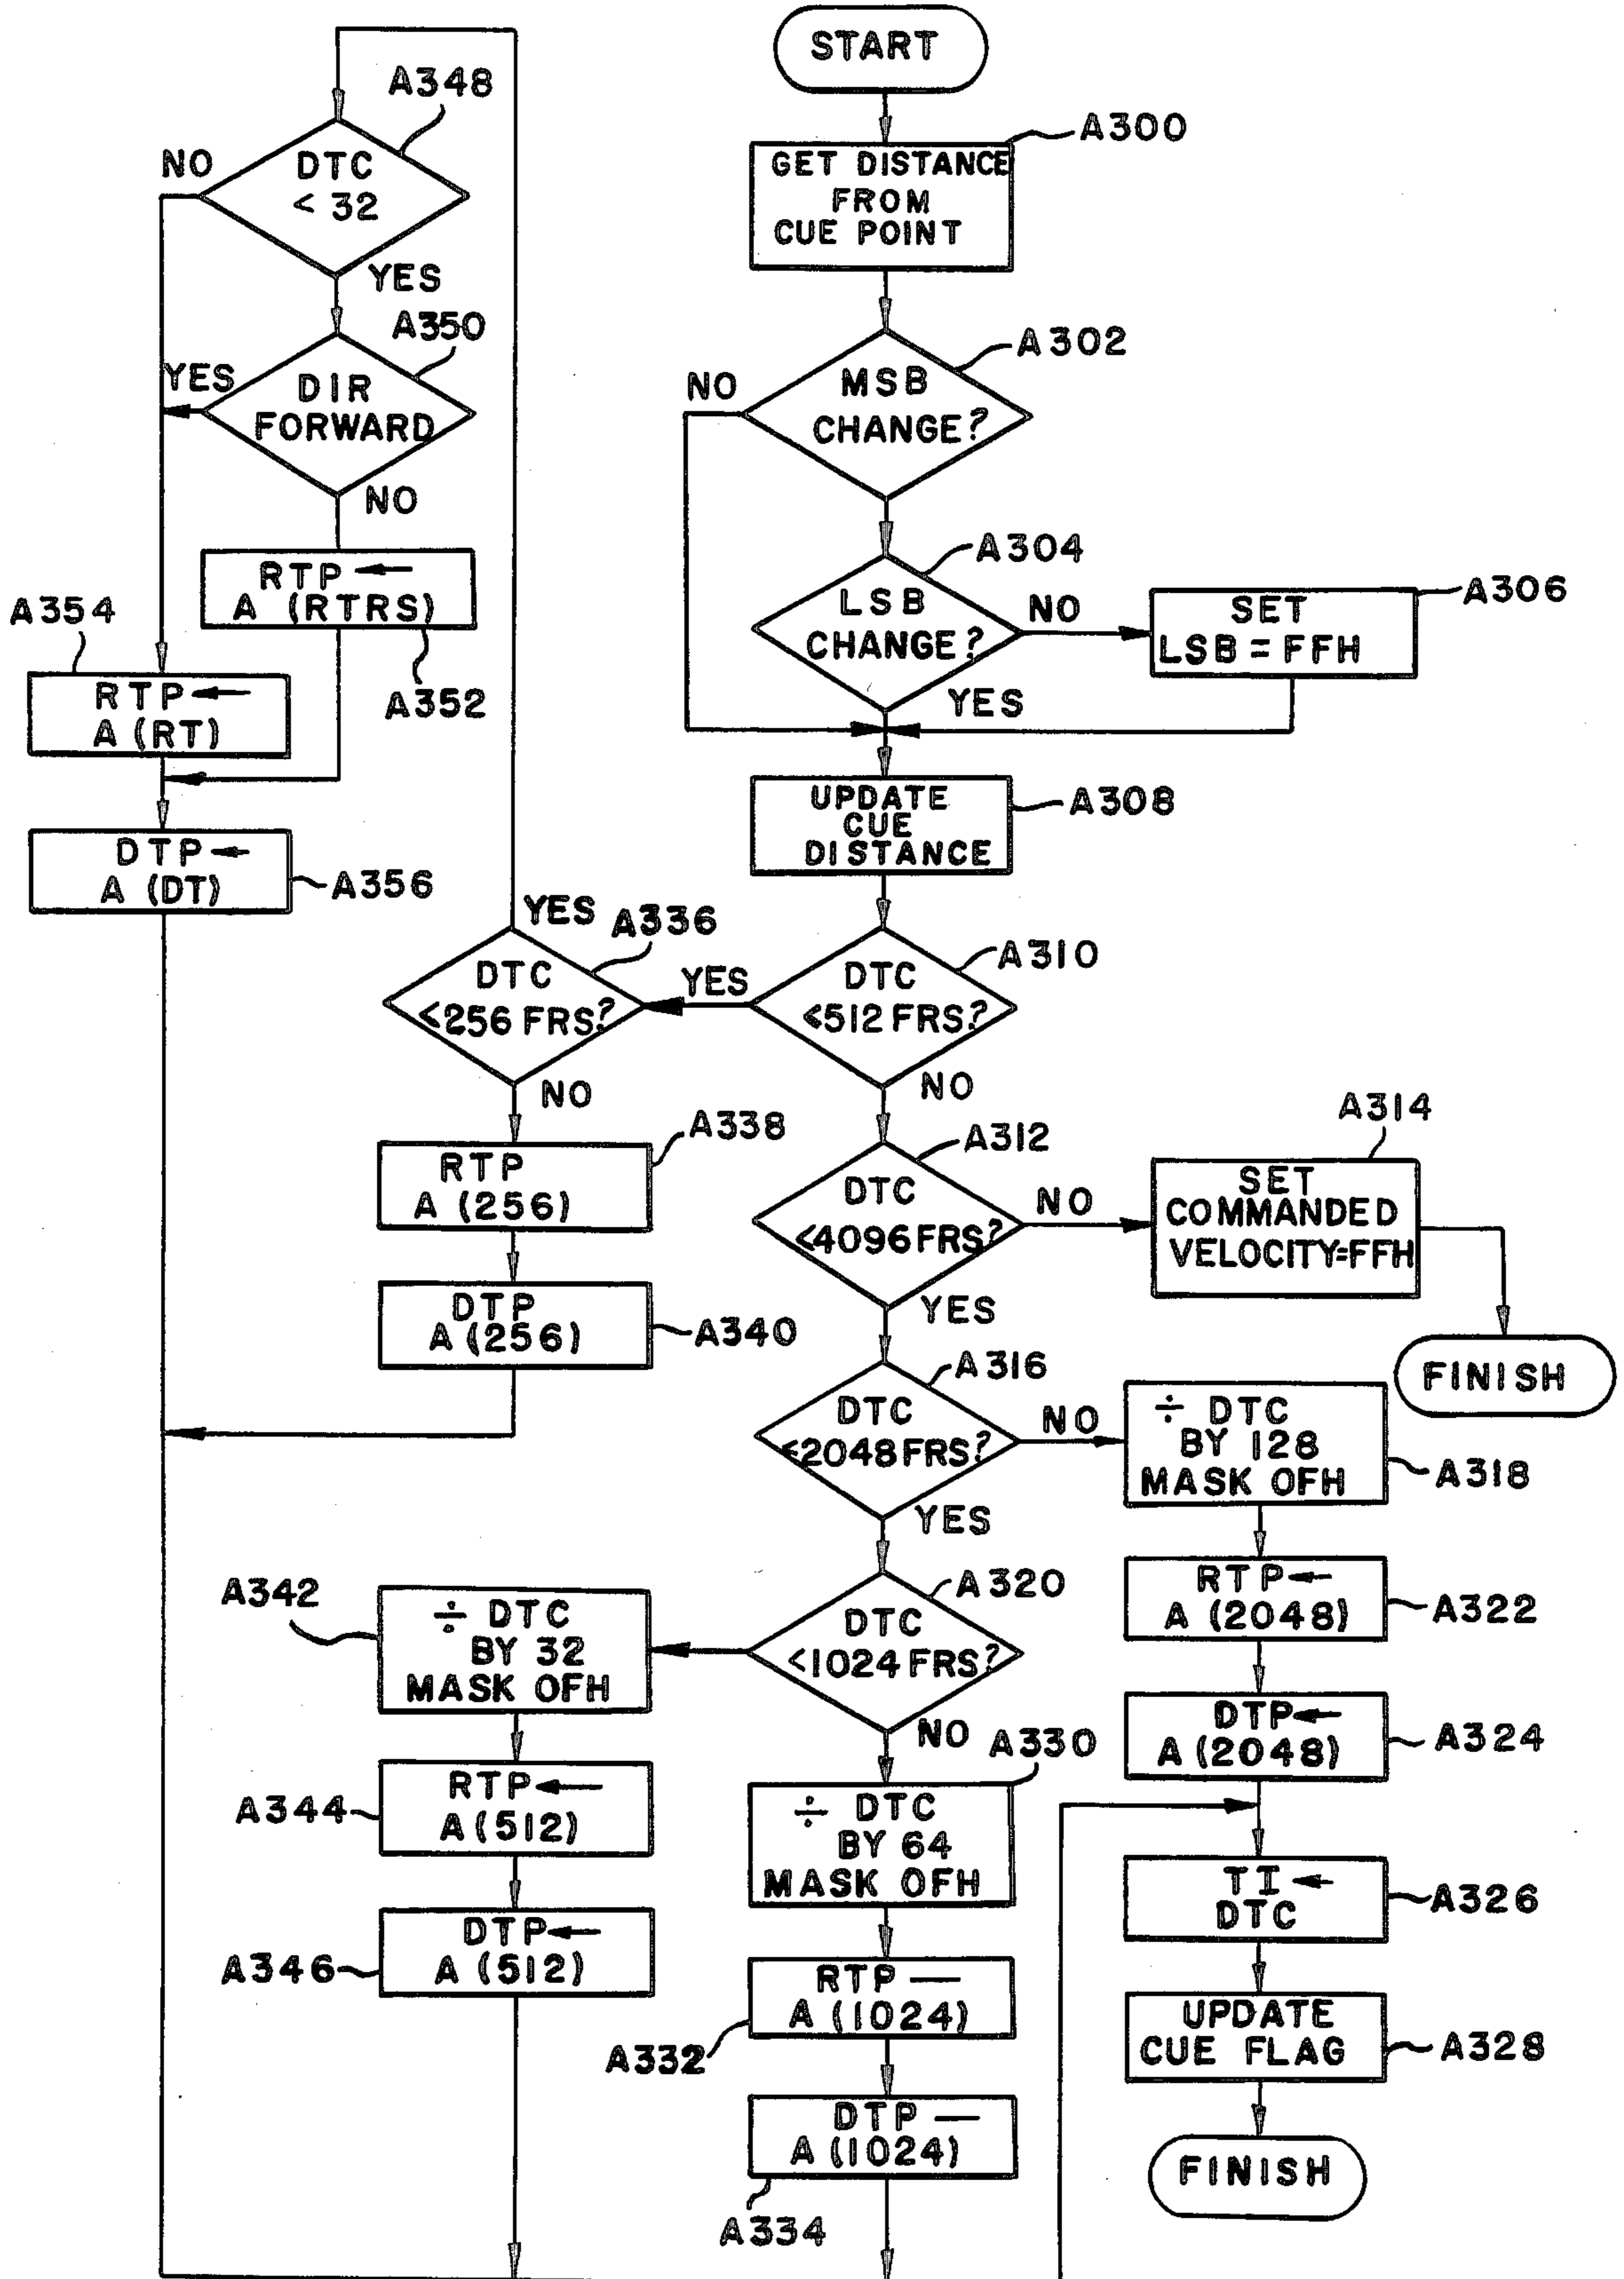 START
A300
GET DISTANCE
FROM
CUE POINT
A302
MSB
CHANGE?
NO
A304
LSB
CHANGE?
NO
YES
A306
SET
LSB = FFH
A308
UPDATE
CUE
DISTANCE
A310
DTC
<512 FRS?
YES
NO
A312
DTC
<4096 FRS?
NO
YES
A314
SET
COMMANDED
VELOCITY=FFH
FINISH
A316
DTC
<2048 FRS?
NO
YES
÷ DTC
BY 128
MASK OFH
A318
RTP←
A (2048)
A322
DTP←
A (2048)
A324
TI←
DTC
A326
UPDATE
CUE FLAG
A328
FINISH
A320
DTC
<1024 FRS?
NO
A330
÷ DTC
BY 64
MASK OFH
RTP —
A (1024)
A332
DTP —
A (1024)
A334
A336
DTC
<256 FRS?
YES
NO
A338
RTP
A (256)
DTP
A (256)
A340
A342
÷ DTC
BY 32
MASK OFH
A344
RTP←
A (512)
A346
DTP←
A (512)
A348
DTC
< 32
NO
YES
A350
DIR
FORWARD
YES
NO
RTP←
A (RTRS)
A352
A354
RTP←
A (RT)
DTP←
A (DT)
A356